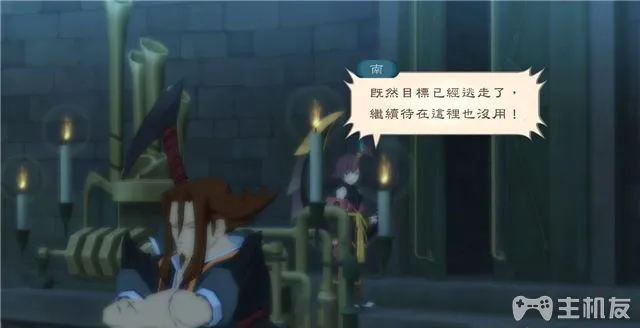 南
既然目標已經逃走了，
繼續待在這裡也沒用！
主机友